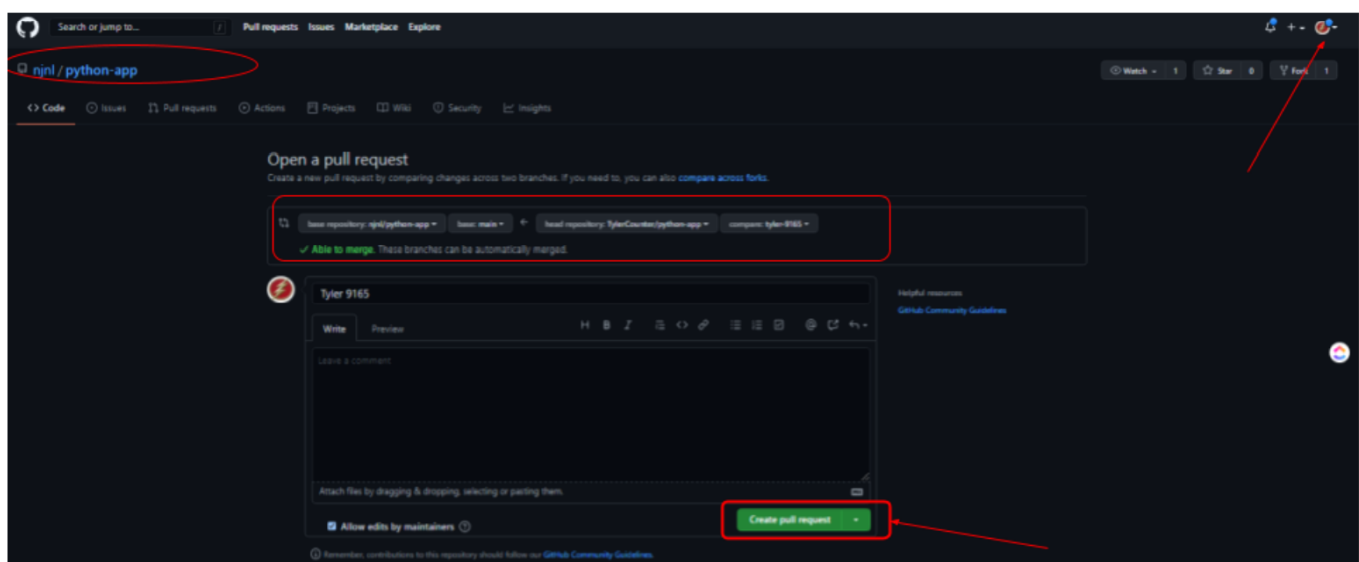 Search or jump to... / Pull requests Issues Marketplace Explore
njnl / python-app
Watch 1 Star 0 Fork 1
Code Issues Pull requests Actions Projects Wiki Security Insights
Open a pull request
Create a new pull request by comparing changes across two branches. If you need to, you can also compare across forks.
base repository: njnl/python-app base: main head repository: TylerCounter/python-app compare: tyler-9165
Able to merge. These branches can be automatically merged.
Tyler 9165
Helpful resources
GitHub Community Guidelines
Write Preview H B I
Leave a comment
Attach files by dragging & dropping, selecting or pasting them.
Create pull request
Allow edits by maintainers
Remember, contributions to this repository should follow our GitHub Community Guidelines.